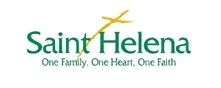 Saint Helena
One Family, One Heart, One Faith